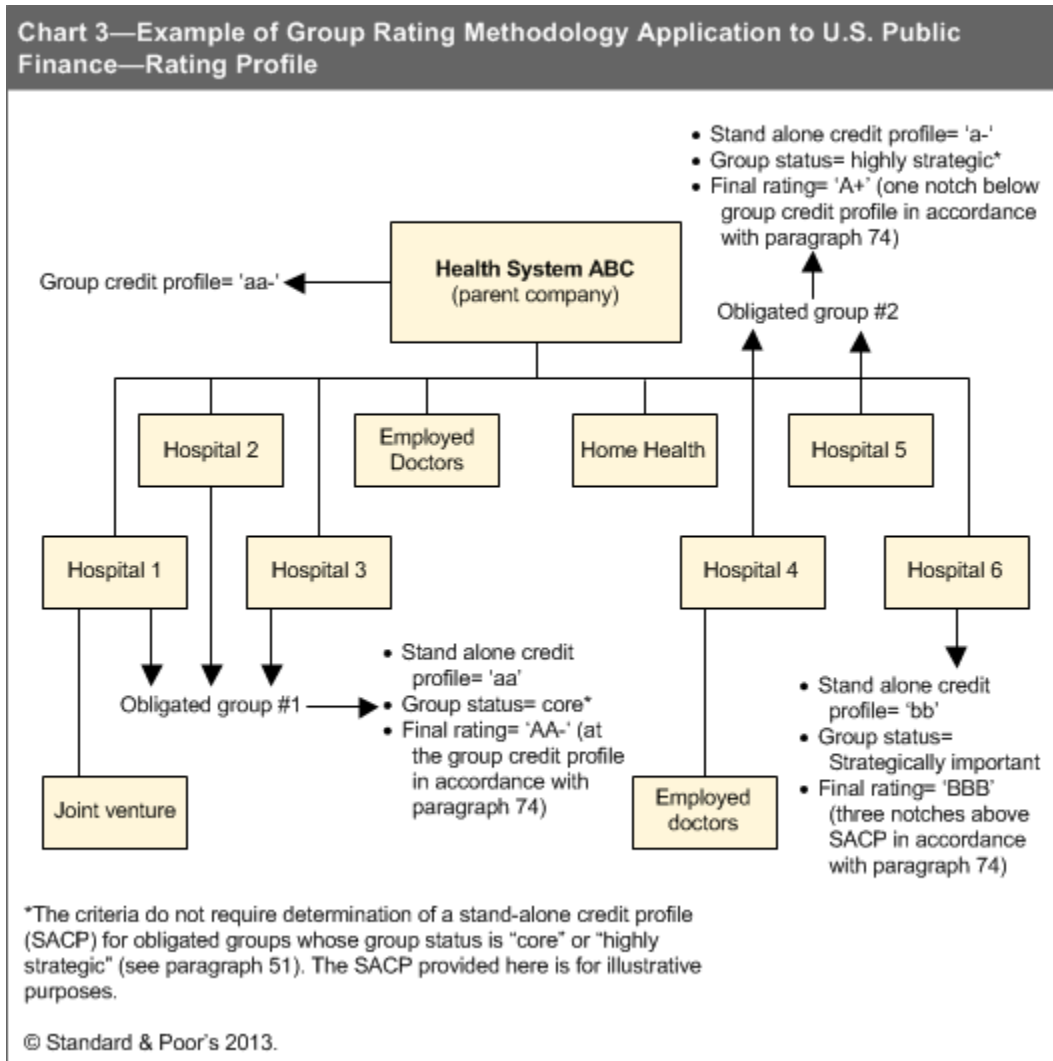 Chart 3—Example of Group Rating Methodology Application to U.S. Public
Finance—Rating Profile
• Stand alone credit profile= 'a-'
• Group status= highly strategic*
• Final rating= 'A+' (one notch below
group credit profile in accordance
with paragraph 74)
Health System ABC
(parent company)
Group credit profile= 'aa-'
Obligated group #2
Hospital 2
Employed
Doctors
Home Health
Hospital 5
Hospital 1
Hospital 3
Hospital 4
Hospital 6
Obligated group #1
• Stand alone credit
profile= 'aa'
• Group status= core*
• Final rating= 'AA-' (at
the group credit profile
in accordance with
paragraph 74)
• Stand alone credit
profile= 'bb'
• Group status=
Strategically important
• Final rating= 'BBB'
(three notches above
SACP in accordance
with paragraph 74)
Joint venture
Employed
doctors
*The criteria do not require determination of a stand-alone credit profile
(SACP) for obligated groups whose group status is "core" or "highly
strategic" (see paragraph 51). The SACP provided here is for illustrative
purposes.
© Standard & Poor's 2013.